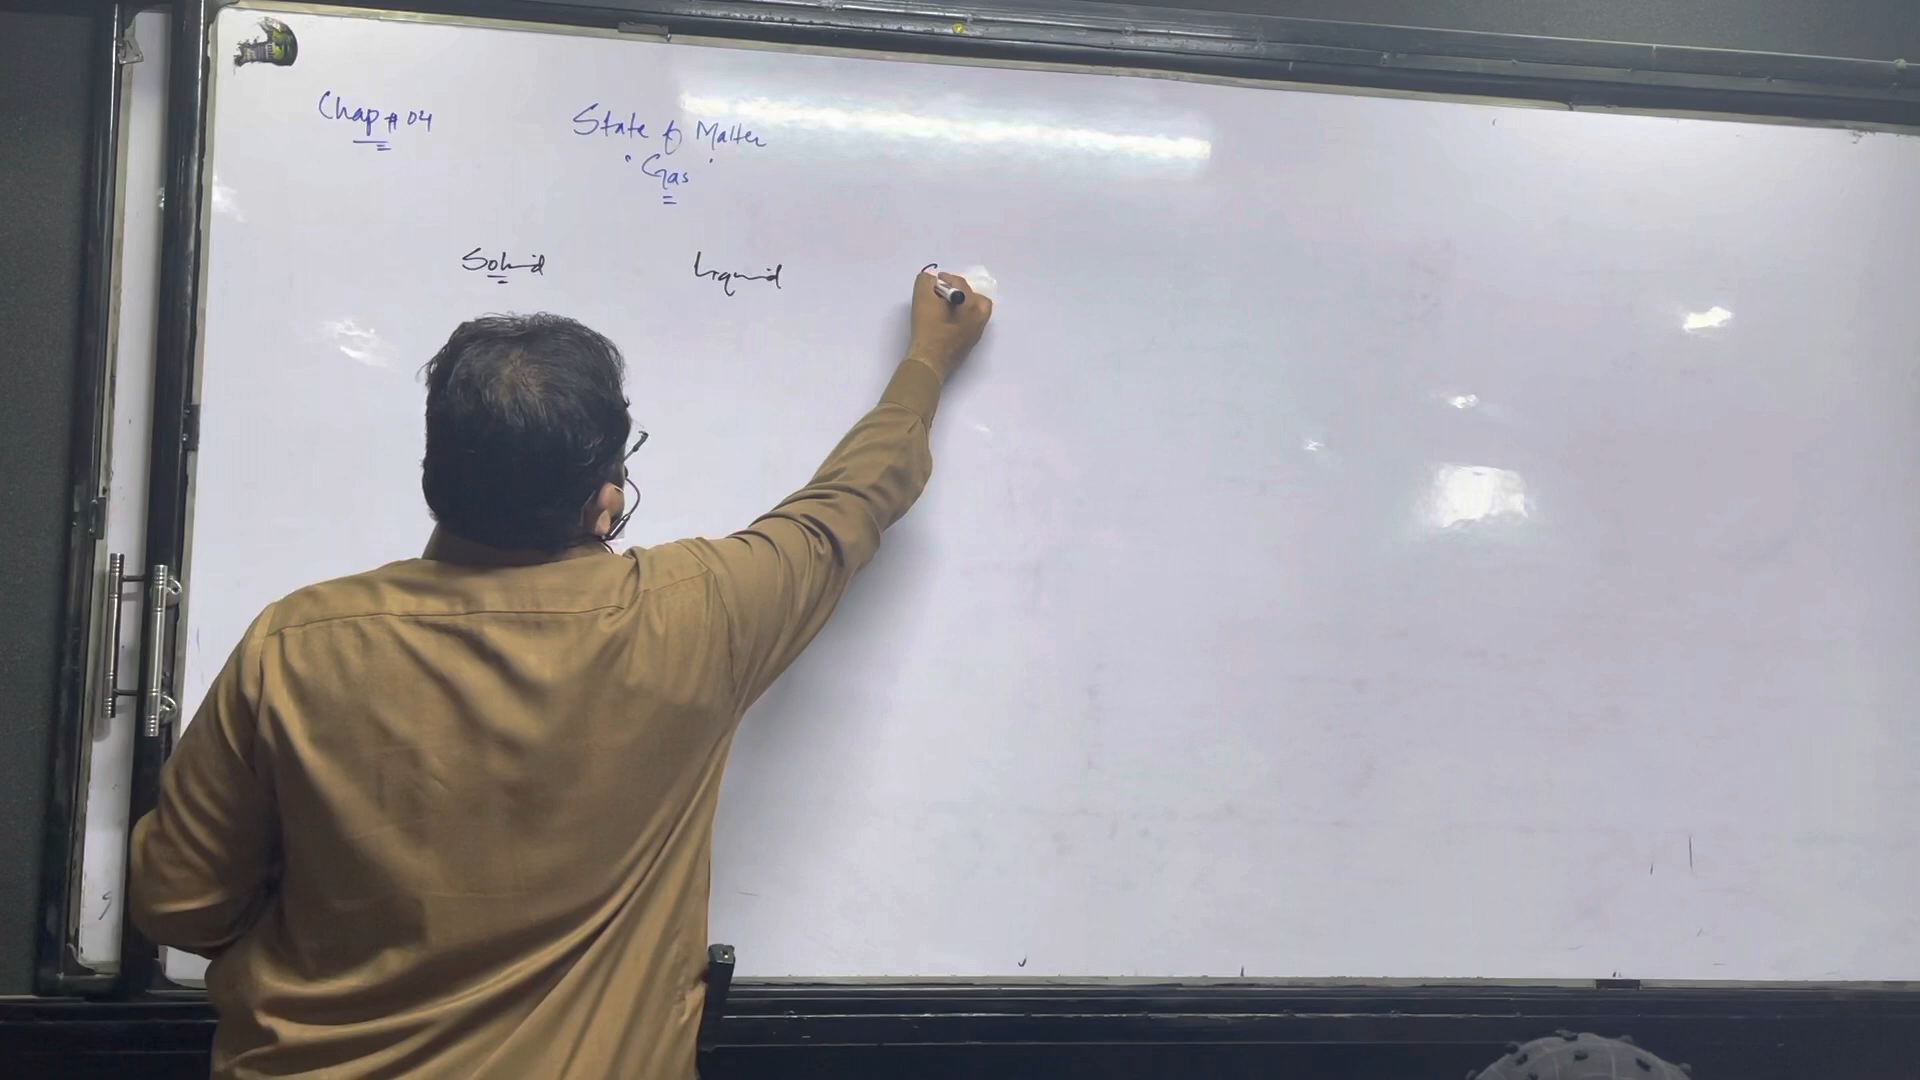 Chap # 04
State of Matter
"Gas"
Solid Liquid G